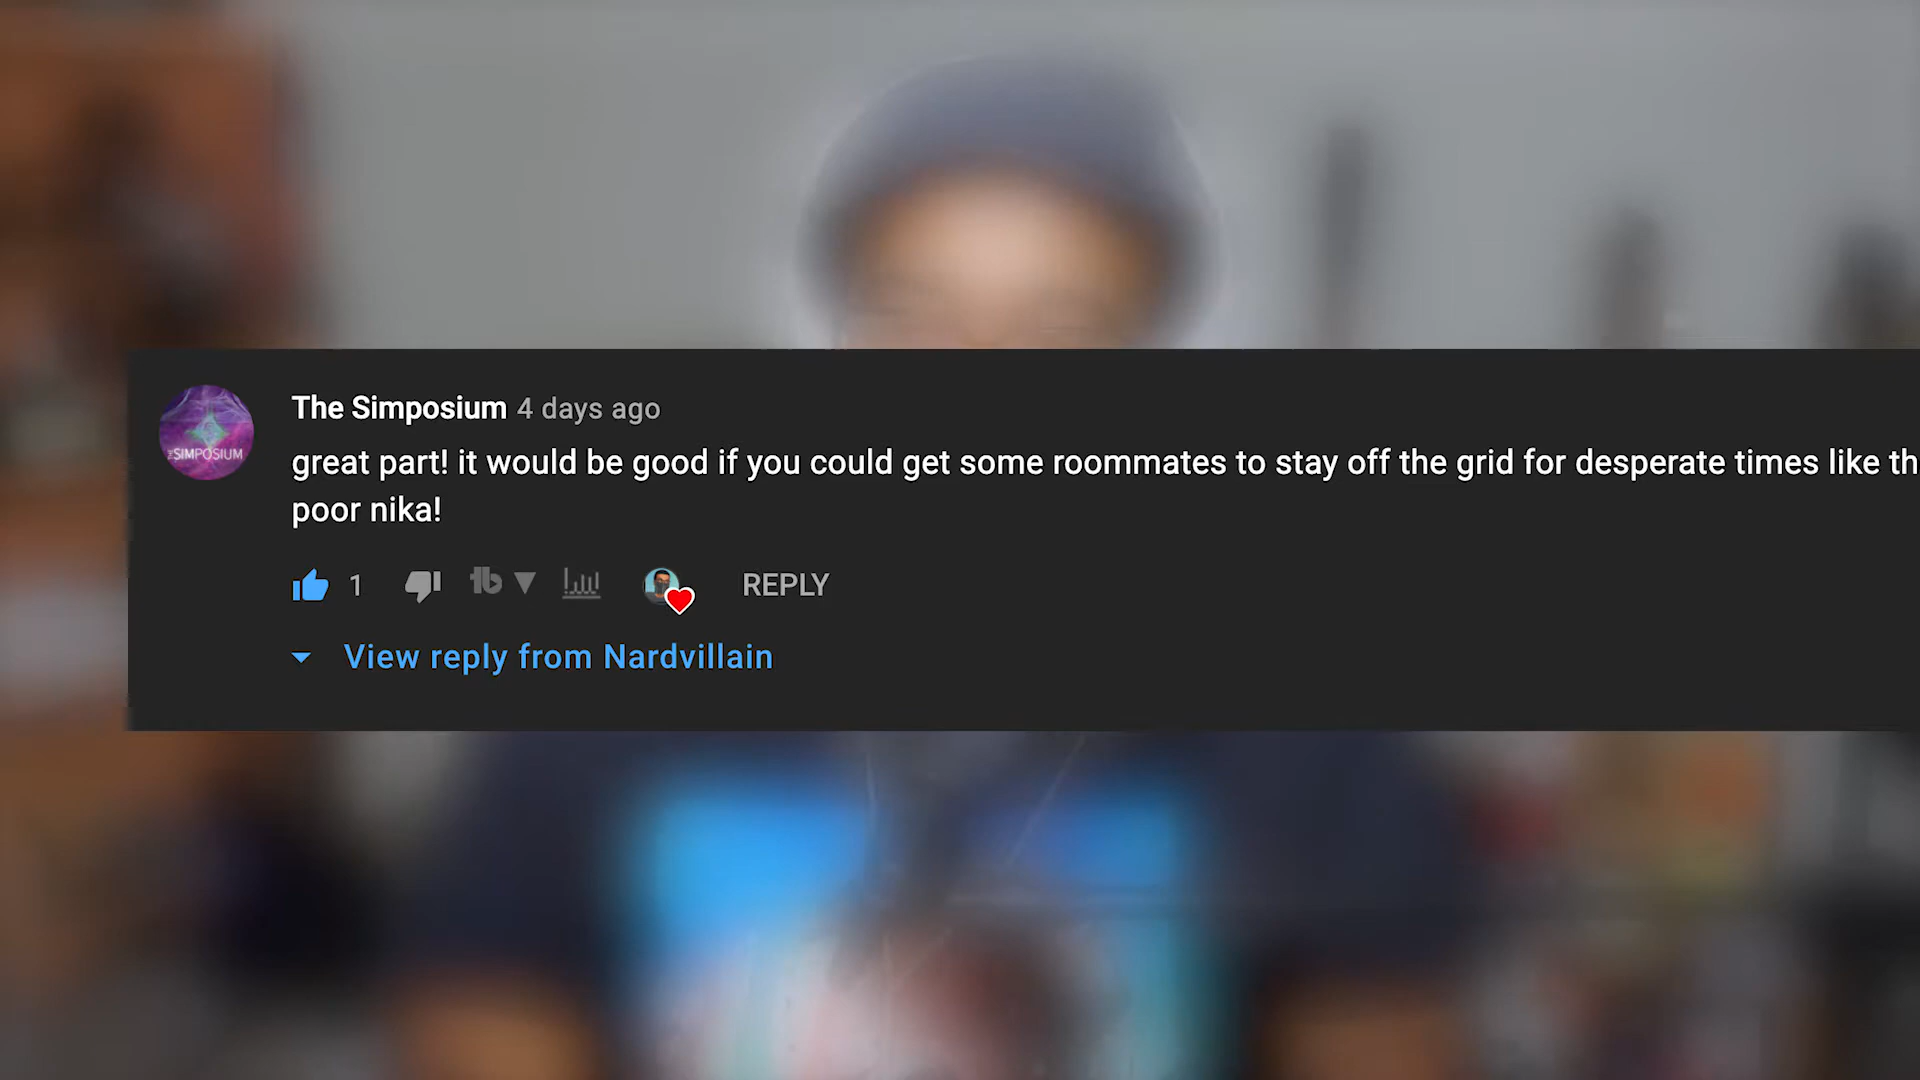 The Simposium 4 days ago
great part! it would be good if you could get some roommates to stay off the grid for desperate times like th
poor nika!
SIMPOSIUM
1
tb
REPLY
View reply from Nardvillain